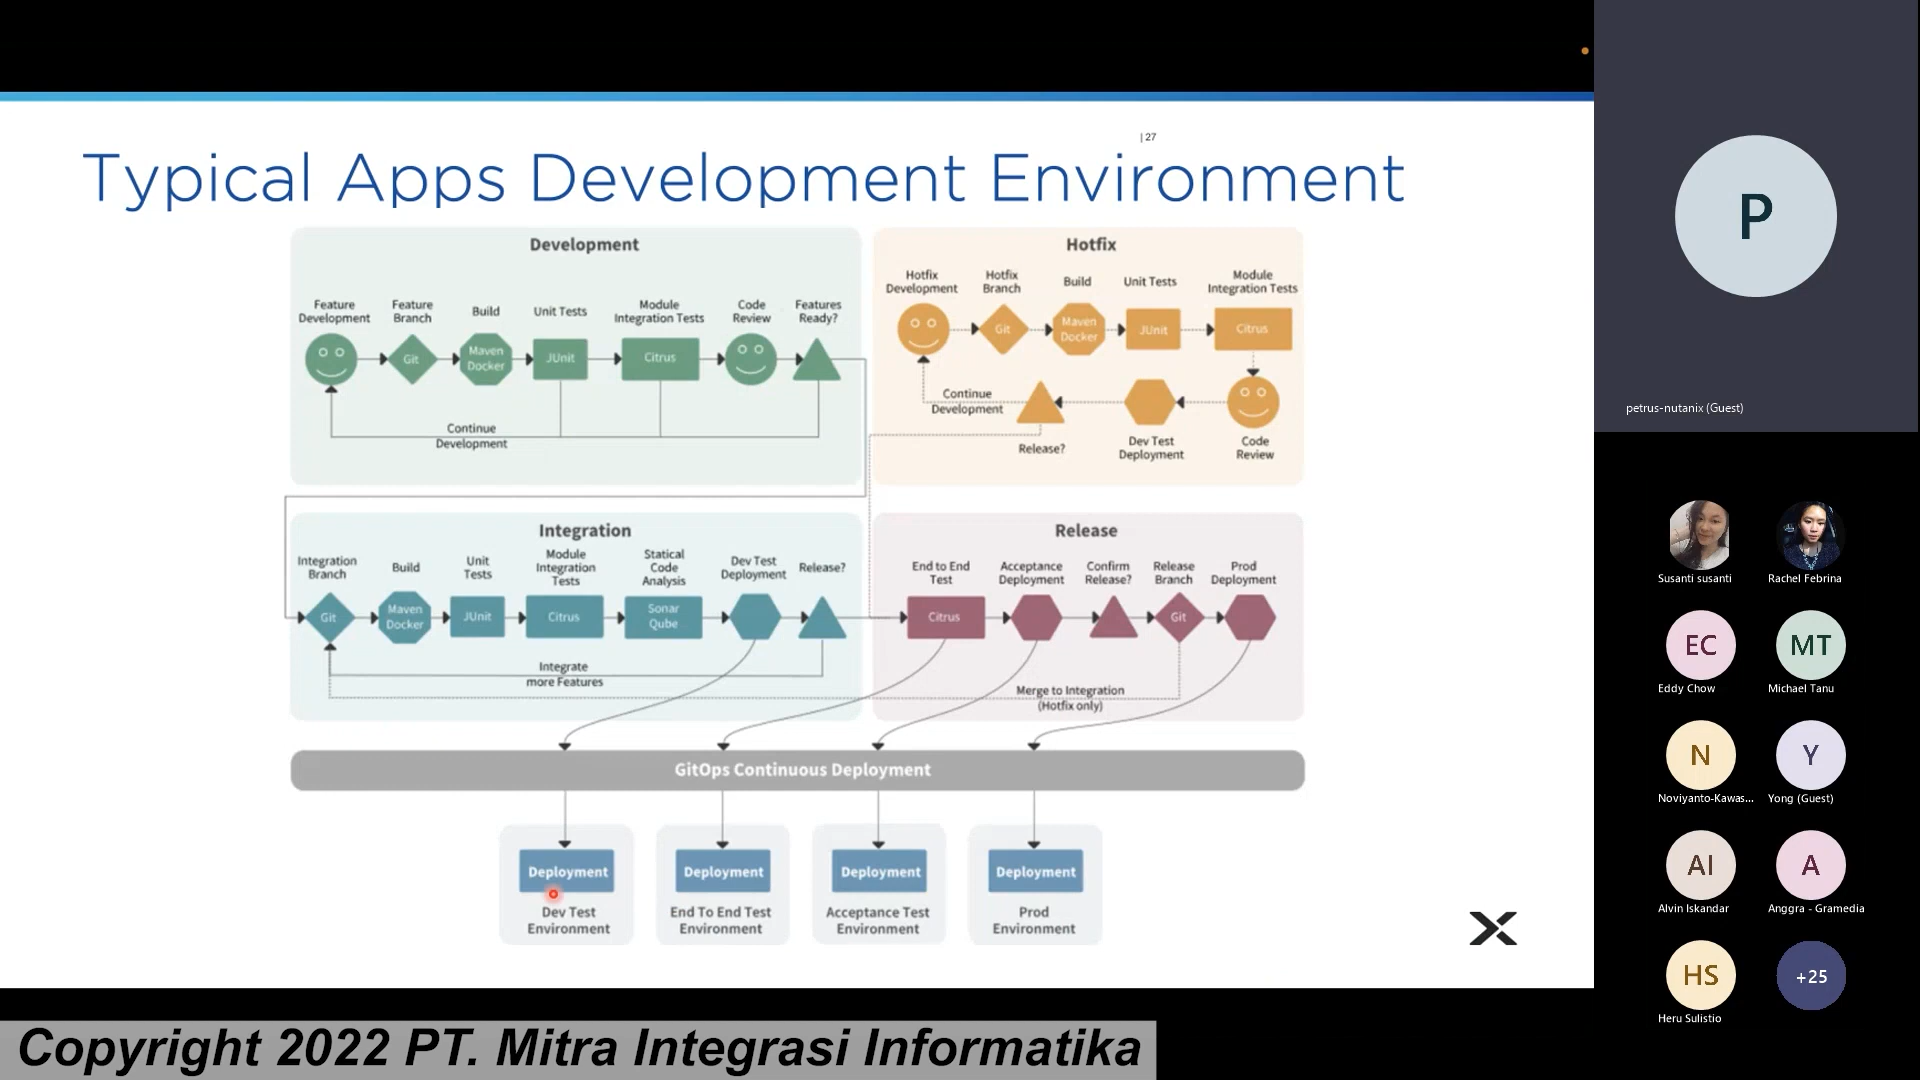 | 27
Typical Apps Development Environment
Development
Feature
Development
Feature
Branch
Build
Unit Tests
Module
Integration Tests
Code
Review
Features
Ready?
Git
Maven
Docker
JUnit
Citrus
Continue
Development
Hotfix
Hotfix
Development
Hotfix
Branch
Build
Unit Tests
Module
Integration Tests
Git
Maven
Docker
JUnit
Citrus
Continue
Development
Release?
Dev Test
Deployment
Code
Review
Integration
Integration
Branch
Build
Unit
Tests
Module
Integration
Tests
Statical
Code
Analysis
Dev Test
Deployment
Release?
Git
Maven
Docker
JUnit
Citrus
Sonar
Qube
Integrate
more Features
Release
End to End
Test
Acceptance
Deployment
Confirm
Release?
Release
Branch
Prod
Deployment
Citrus
Git
Merge to Integration
(Hotfix only)
GitOps Continuous Deployment
Deployment
Dev Test
Environment
Deployment
End To End Test
Environment
Deployment
Acceptance Test
Environment
Deployment
Prod
Environment
P
petrus-nutanix (Guest)
Susanti susanti
Rachel Febrina
EC
Eddy Chow
MT
Michael Tanu
N
Noviyanto-Kawas...
Y
Yong (Guest)
AI
Alvin Iskandar
A
Anggra - Gramedia
HS
Heru Sulistio
+25
Copyright 2022 PT. Mitra Integrasi Informatika